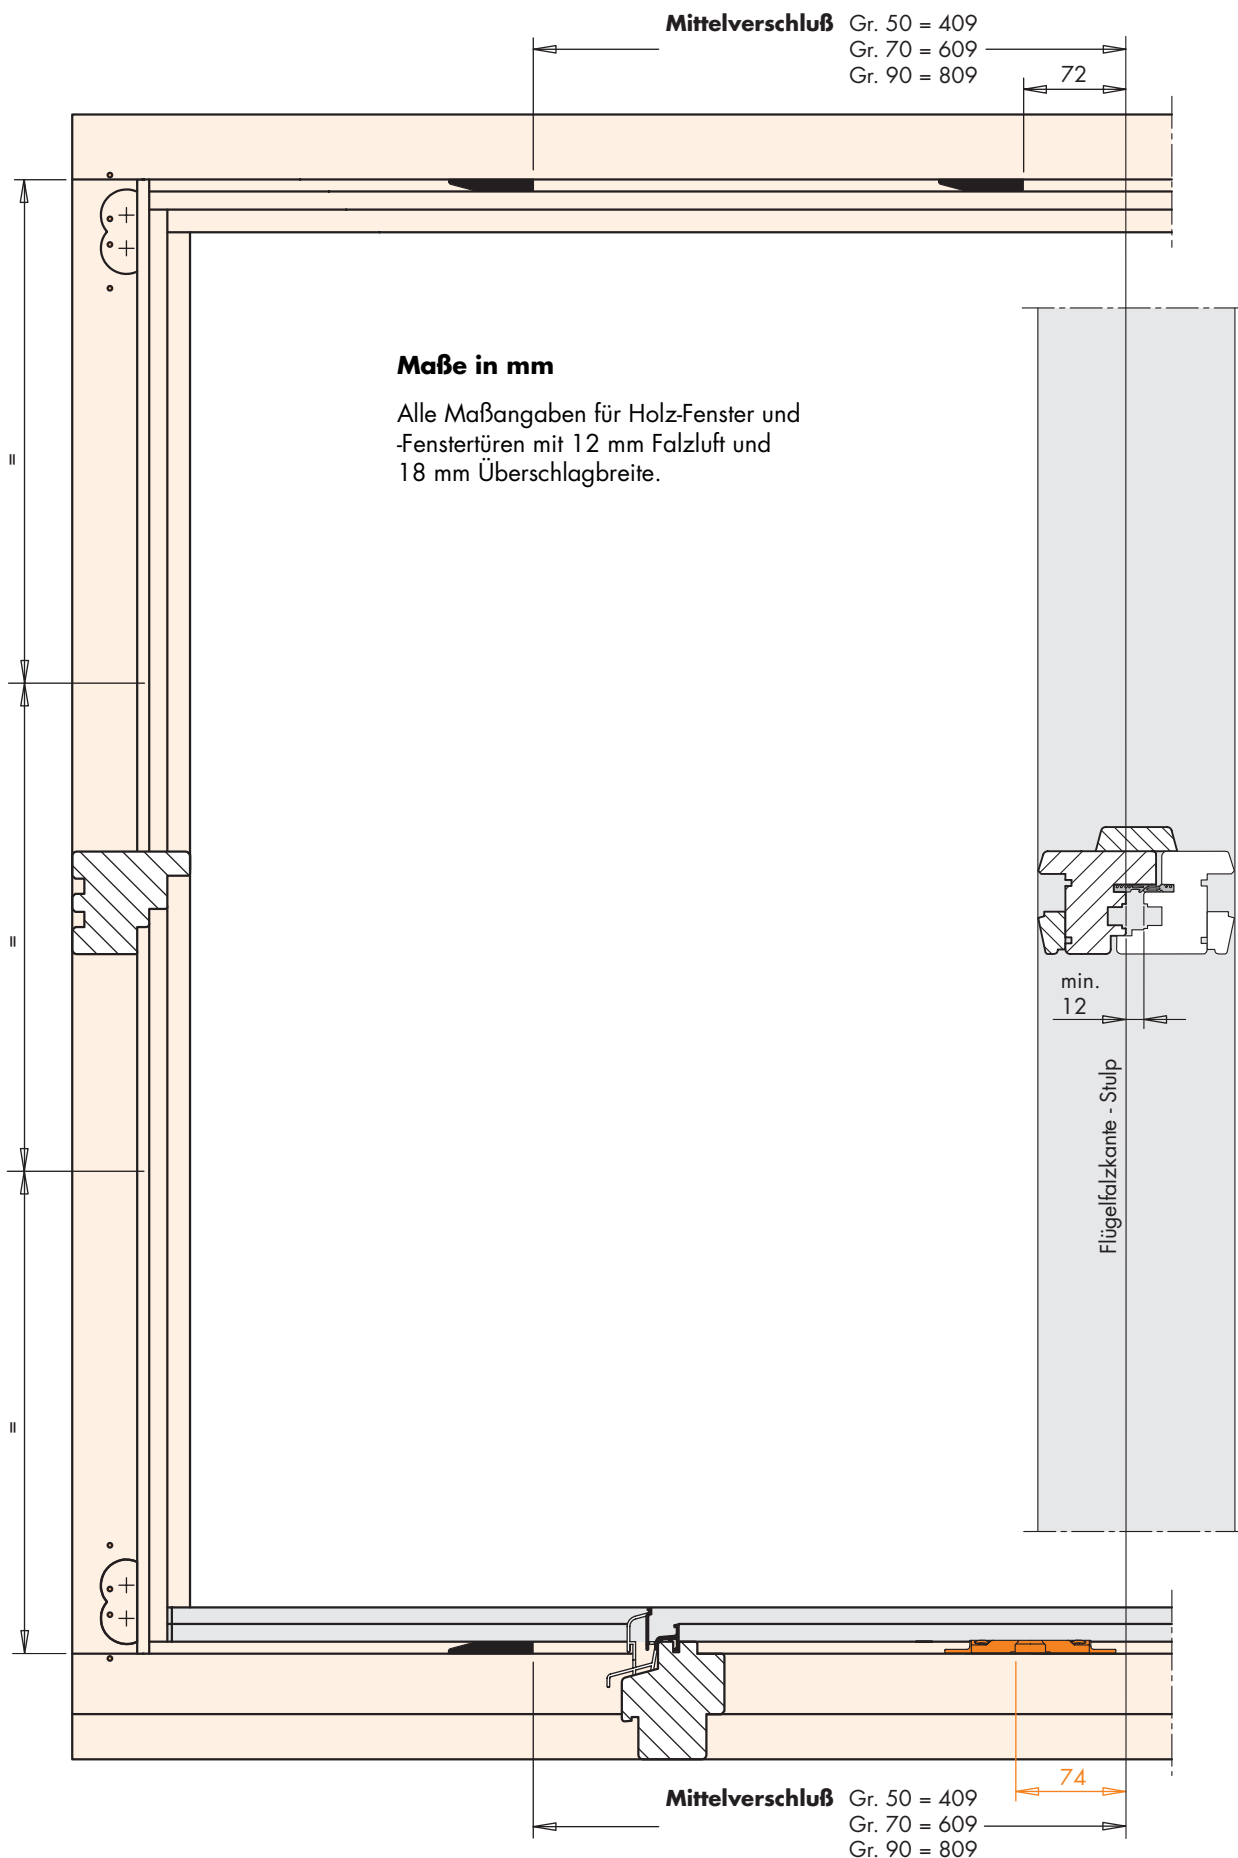 Mittelverschluß Gr. 50 = 409
Gr. 70 = 609
Gr. 90 = 809
72
Maße in mm
Alle Maßangaben für Holz-Fenster und
-Fenstertüren mit 12 mm Falzluft und
18 mm Überschlagbreite.
=
=
=
min.
12
Flügelfalzkante - Stulp
74
Mittelverschluß Gr. 50 = 409
Gr. 70 = 609
Gr. 90 = 809